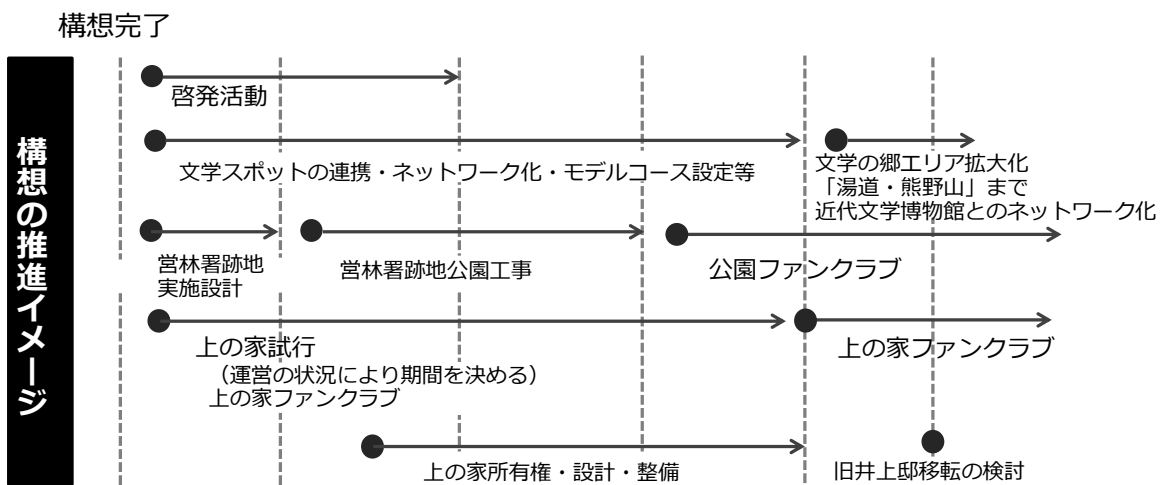 構想完了
構想の推進イメージ
啓発活動
文学スポットの連携・ネットワーク化・モデルコース設定等
文学の郷エリア拡大化
「湯道・熊野山」まで
近代文学博物館とのネットワーク化
営林署跡地
実施設計
営林署跡地公園工事
公園ファンクラブ
上の家試行
（運営の状況により期間を決める）
上の家ファンクラブ
上の家ファンクラブ
上の家所有権・設計・整備
旧井上邸移転の検討